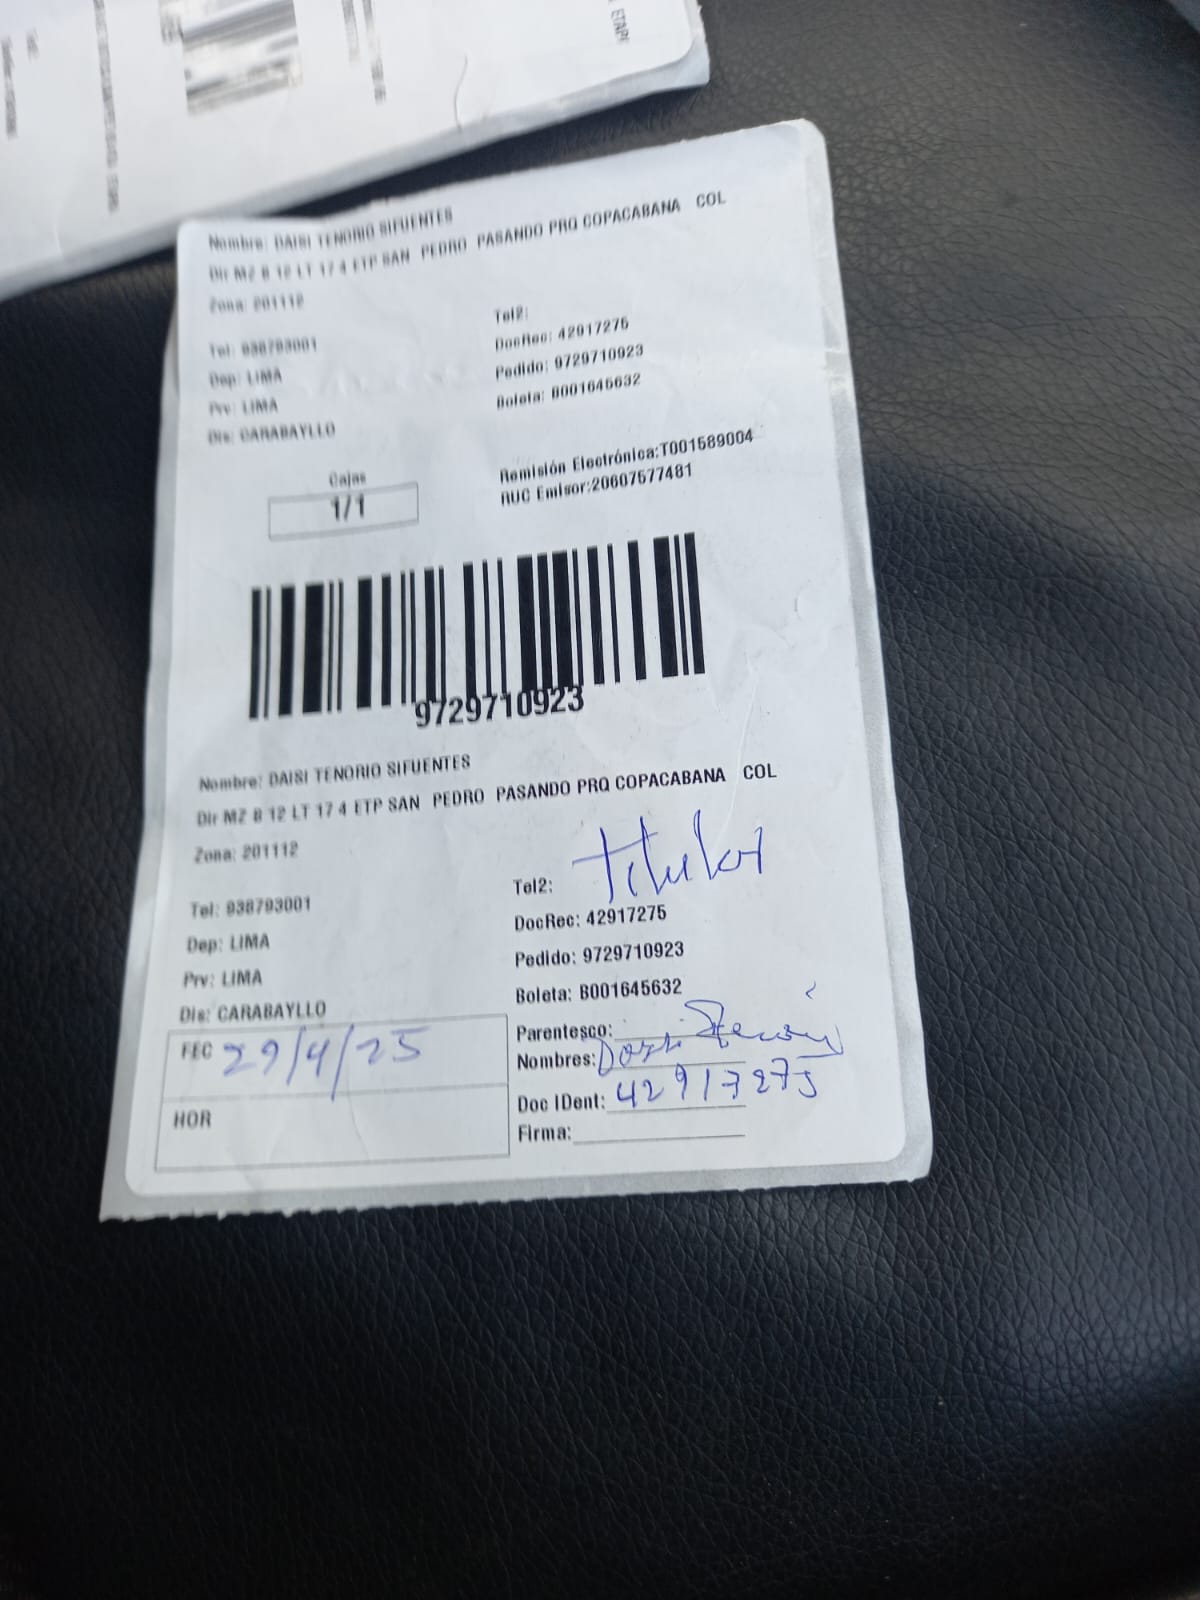 ETAPA
Nombre: DAISI TENORIO SIFUENTES
Dir MZ B 12 LT 17 4 ETP SAN PEDRO PASANDO PRQ COPACABANA COL
Zona: 201112
Tel2:
Tel: 938793001
DocRec: 42917275
Dep: LIMA
Pedido: 9729710923
Prv: LIMA
Boleta: B001645632
Dis: CARABAYLLO
Cajas
1/1
Remisión Electrónica:T001589004
RUC Emisor:20607577481
9729710923
Nombre: DAISI TENORIO SIFUENTES
Dir MZ B 12 LT 17 4 ETP SAN PEDRO PASANDO PRQ COPACABANA COL
Zona: 201112
titular
Tel2:
Tel: 938793001
DocRec: 42917275
Dep: LIMA
Pedido: 9729710923
Prv: LIMA
Boleta: B001645632
Dis: CARABAYLLO
Parentesco:
FEC 29/4/25
Nombres:
Doc IDent: 42917275
HOR
Firma: